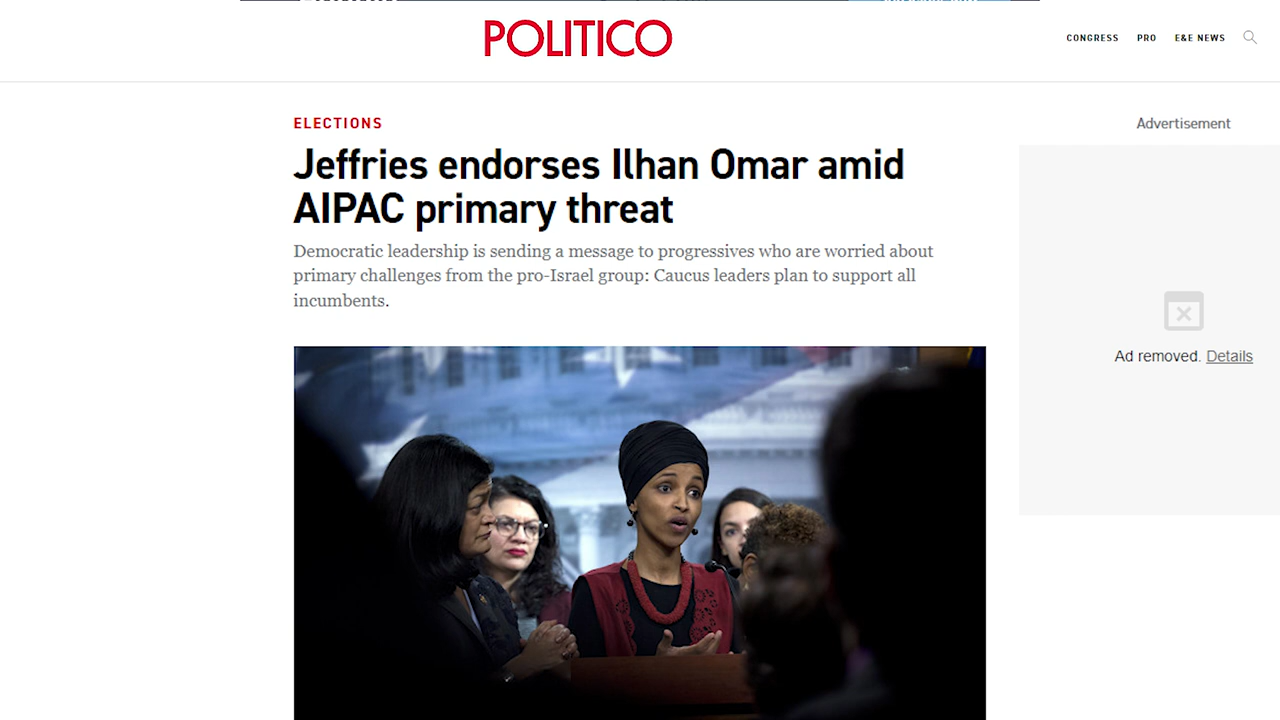 POLITICO
CONGRESS PRO E&E NEWS
ELECTIONS
Jeffries endorses Ilhan Omar amid
AIPAC primary threat
Democratic leadership is sending a message to progressives who are worried about
primary challenges from the pro-Israel group: Caucus leaders plan to support all
incumbents.
Advertisement
Ad removed. Details